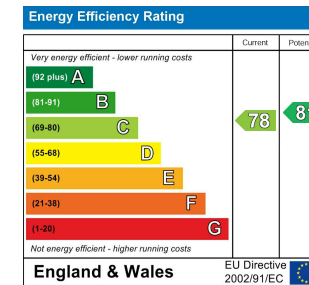 Energy Efficiency Rating
Current
Very energy efficient - lower running costs
(92 plus) A
(81-91) B
(69-80) C
78
(55-68) D
(39-54) E
(21-38) F
(1-20) G
Not energy efficient - higher running costs
England & Wales
EU Directive
2002/91/EC